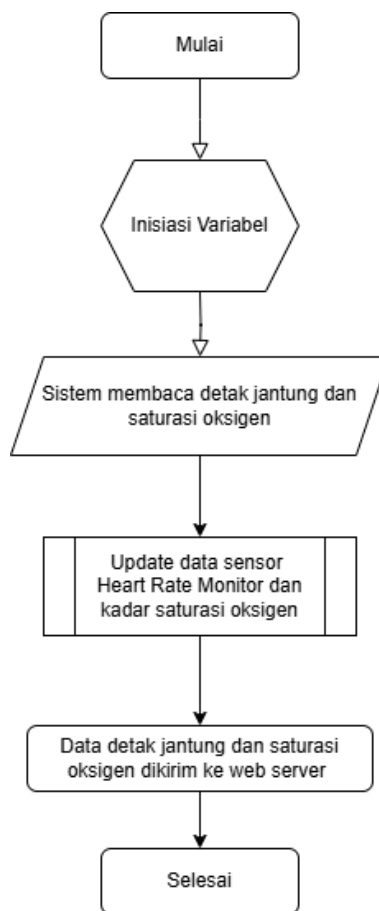 Mulai
Inisiasi Variabel
Sistem membaca detak jantung dan
saturasi oksigen
Update data sensor
Heart Rate Monitor dan
kadar saturasi oksigen
Data detak jantung dan saturasi
oksigen dikirim ke web server
Selesai